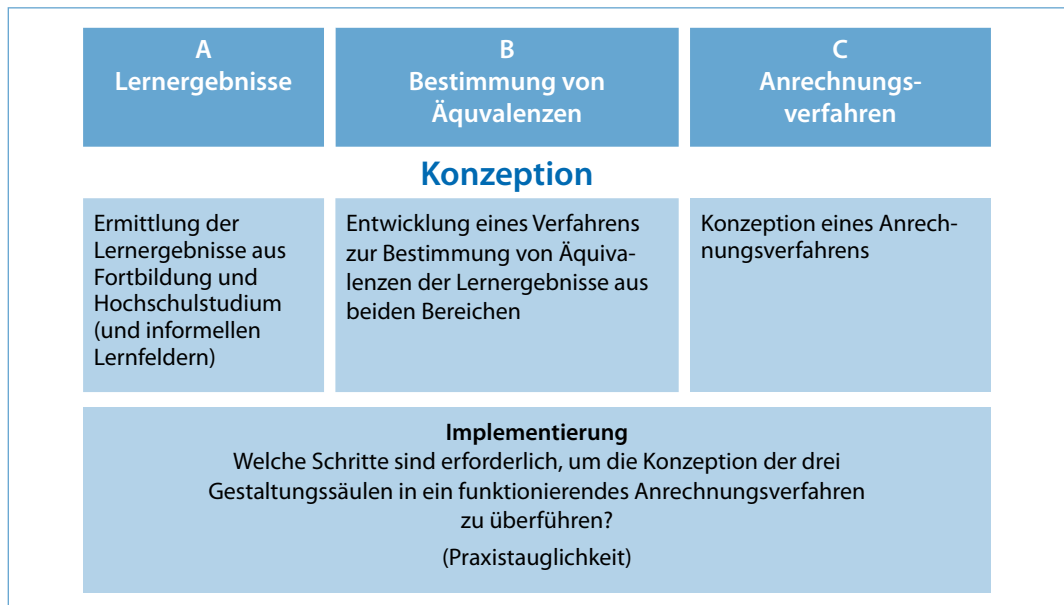 A
Lernergebnisse
B
Bestimmung von
Äquvalenzen
C
Anrechnungs-
verfahren
Konzeption
Ermittlung der
Lernergebnisse aus
Fortbildung und
Hochschulstudium
(und informellen
Lernfeldern)
Entwicklung eines Verfahrens
zur Bestimmung von Äquiva-
lenzen der Lernergebnisse aus
beiden Bereichen
Konzeption eines Anrech-
nungsverfahrens
Implementierung
Welche Schritte sind erforderlich, um die Konzeption der drei
Gestaltungssäulen in ein funktionierendes Anrechnungsverfahren
zu überführen?
(Praxistauglichkeit)